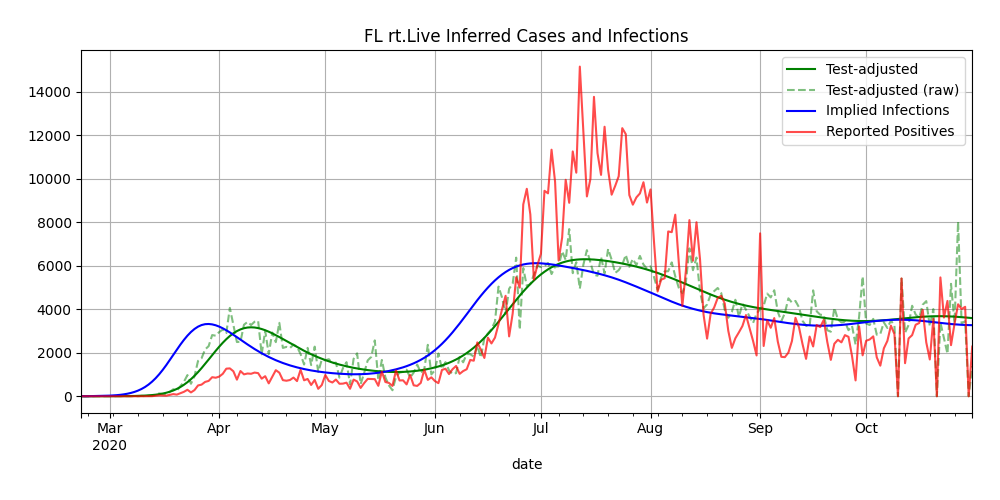 FL rt.Live Inferred Cases and Infections
Test-adjusted
Test-adjusted (raw)
Implied Infections
Reported Positives
14000
12000
10000
8000
6000
4000
2000
0
Mar Apr May Jun Jul Aug Sep Oct
2020
date